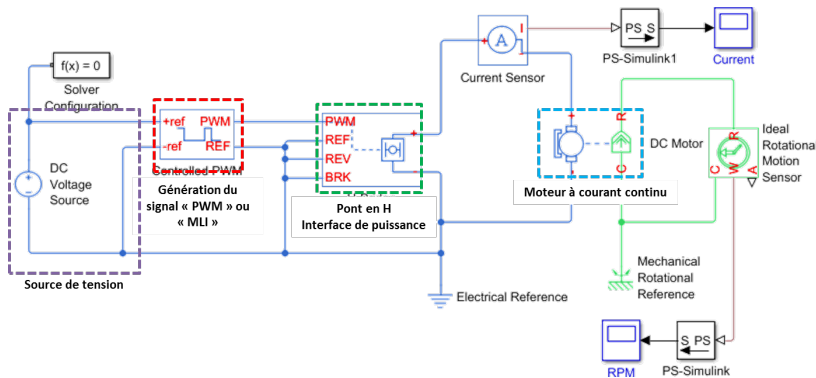 f(x) = 0
Solver
Configuration
+ref
PWM
-ref
REF
Controlled PWM
DC
Voltage
Source
Source de tension
Génération du
signal « PWM » ou
« MLI »
PWM
REF
REV
BRK
+
-
Pont en H
Interface de puissance
+
A
I
-
Current Sensor
PS S
PS-Simulink1
Current
+
-
R
C
DC Motor
Moteur à courant continu
R
C
W
A
Ideal
Rotational
Motion
Sensor
Mechanical
Rotational
Reference
Electrical Reference
RPM
S PS
PS-Simulink